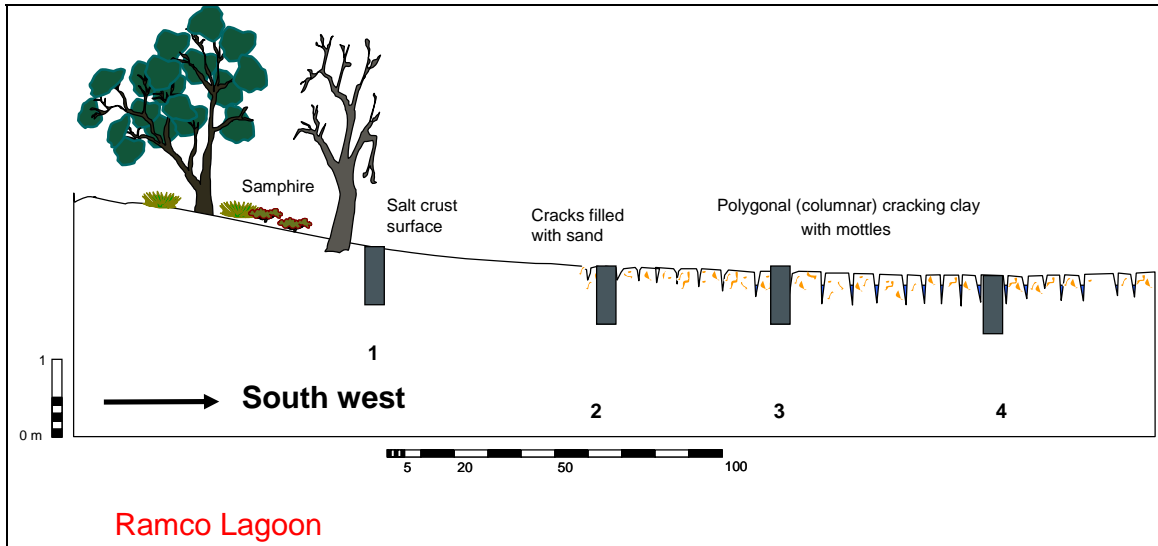 Samphire
Salt crust
surface
Cracks filled
with sand
Polygonal (columnar) cracking clay
with mottles
1
1
South west
2
3
4
0 m
5
20
50
100
Ramco Lagoon